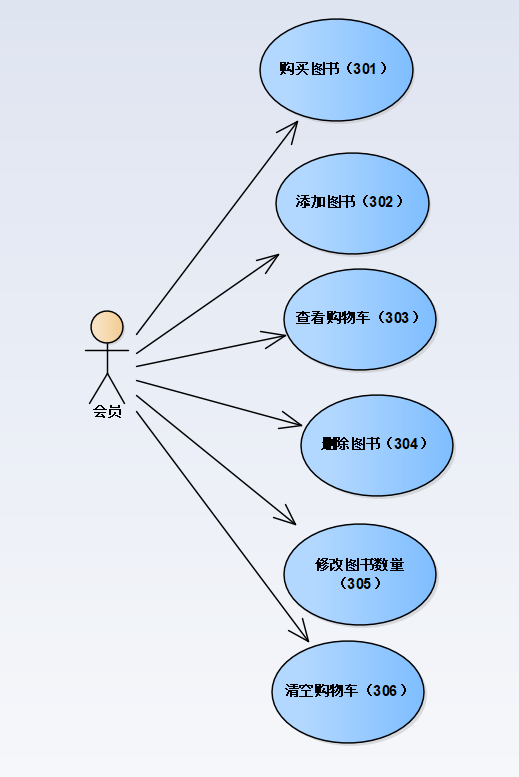 购买图书（301）
添加图书（302）
查看购物车（303）
会员
删除图书（304）
修改图书数量
（305）
清空购物车（306）